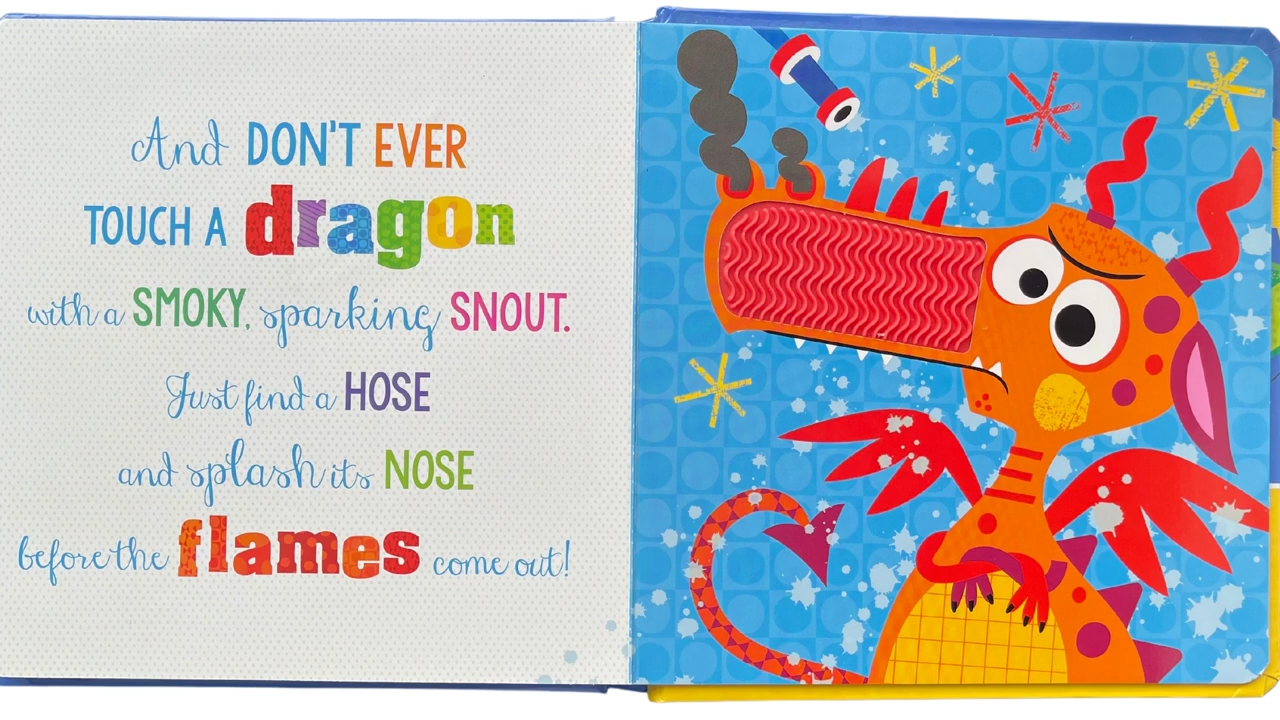 And DON'T EVER
TOUCH A dragon
with a SMOKY, sparking SNOUT.
Just find a HOSE
and splash its NOSE
before the flames come out!